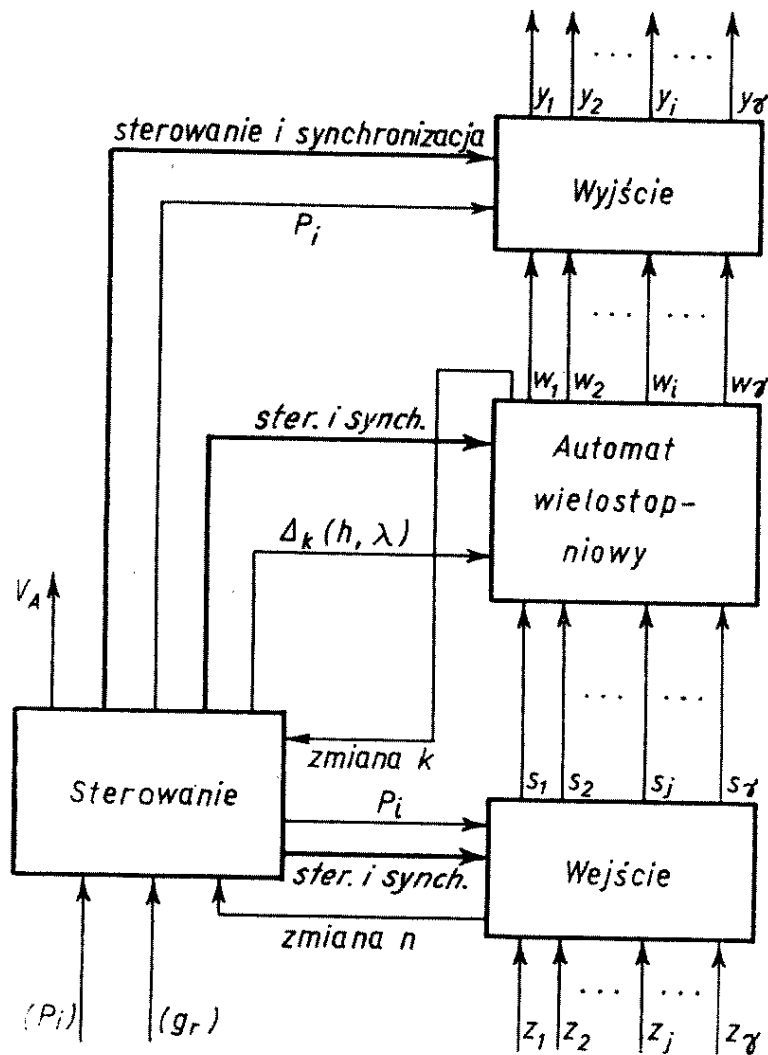 y₁ y₂ ... yᵢ ... yᵧ
sterowanie i synchronizacja
Wyjście
Pᵢ
... ...
w₁ w₂ wᵢ wᵧ
ster. i synch.
Automat
wielostop-
niowy
Δₖ (h, λ)
V_A
... ...
zmiana k
s₁ s₂ sⱼ sᵧ
Sterowanie
Pᵢ
Wejście
ster. i synch.
zmiana n
... ...
(Pᵢ) (gᵣ)
z₁ z₂ zⱼ zᵧ